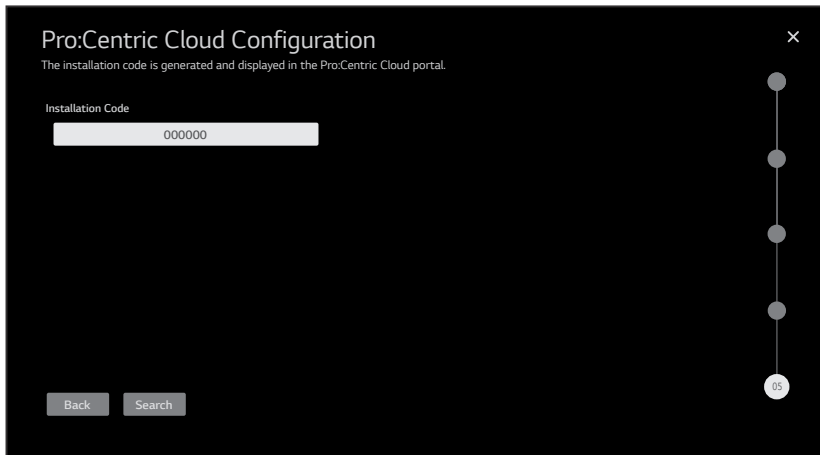 Pro:Centric Cloud Configuration
The installation code is generated and displayed in the Pro:Centric Cloud portal.
Installation Code
000000
Back Search
05